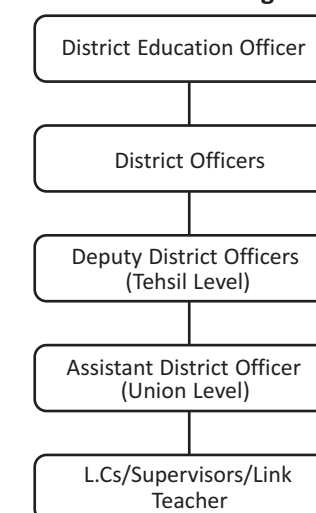 District Education Officer
District Officers
Deputy District Officers
(Tehsil Level)
Assistant District Officer
(Union Level)
L.Cs/Supervisors/Link
Teacher